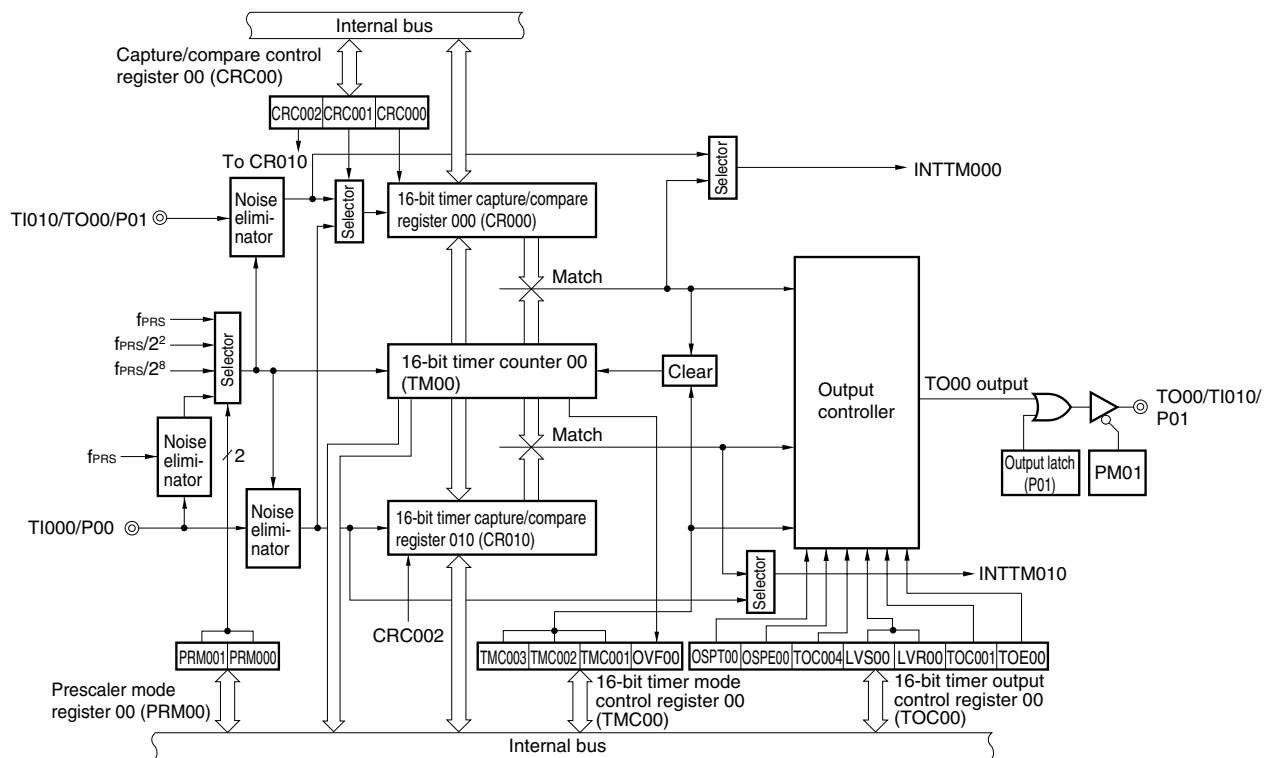 Internal bus
Capture/compare control
register 00 (CRC00)
CRC002 CRC001 CRC000
To CR010
TI010/TO00/P01
Noise
elimi-
nator
Selector
16-bit timer capture/compare
register 000 (CR000)
Selector
INTTM000
Match
fPRS
fPRS/2²
fPRS/2⁸
Selector
16-bit timer counter 00
(TM00)
Clear
Output
controller
TO00 output
TO00/TI010/
P01
Output latch
(P01)
PM01
fPRS
Noise
elimi-
nator
2
Match
TI000/P00
Noise
elimi-
nator
16-bit timer capture/compare
register 010 (CR010)
Selector
INTTM010
CRC002
PRM001 PRM000
TMC003 TMC002 TMC001 OVF00
OSPT00 OSPE00 TOC004 LVS00 LVR00 TOC001 TOE00
Prescaler mode
register 00 (PRM00)
16-bit timer mode
control register 00
(TMC00)
16-bit timer output
control register 00
(TOC00)
Internal bus